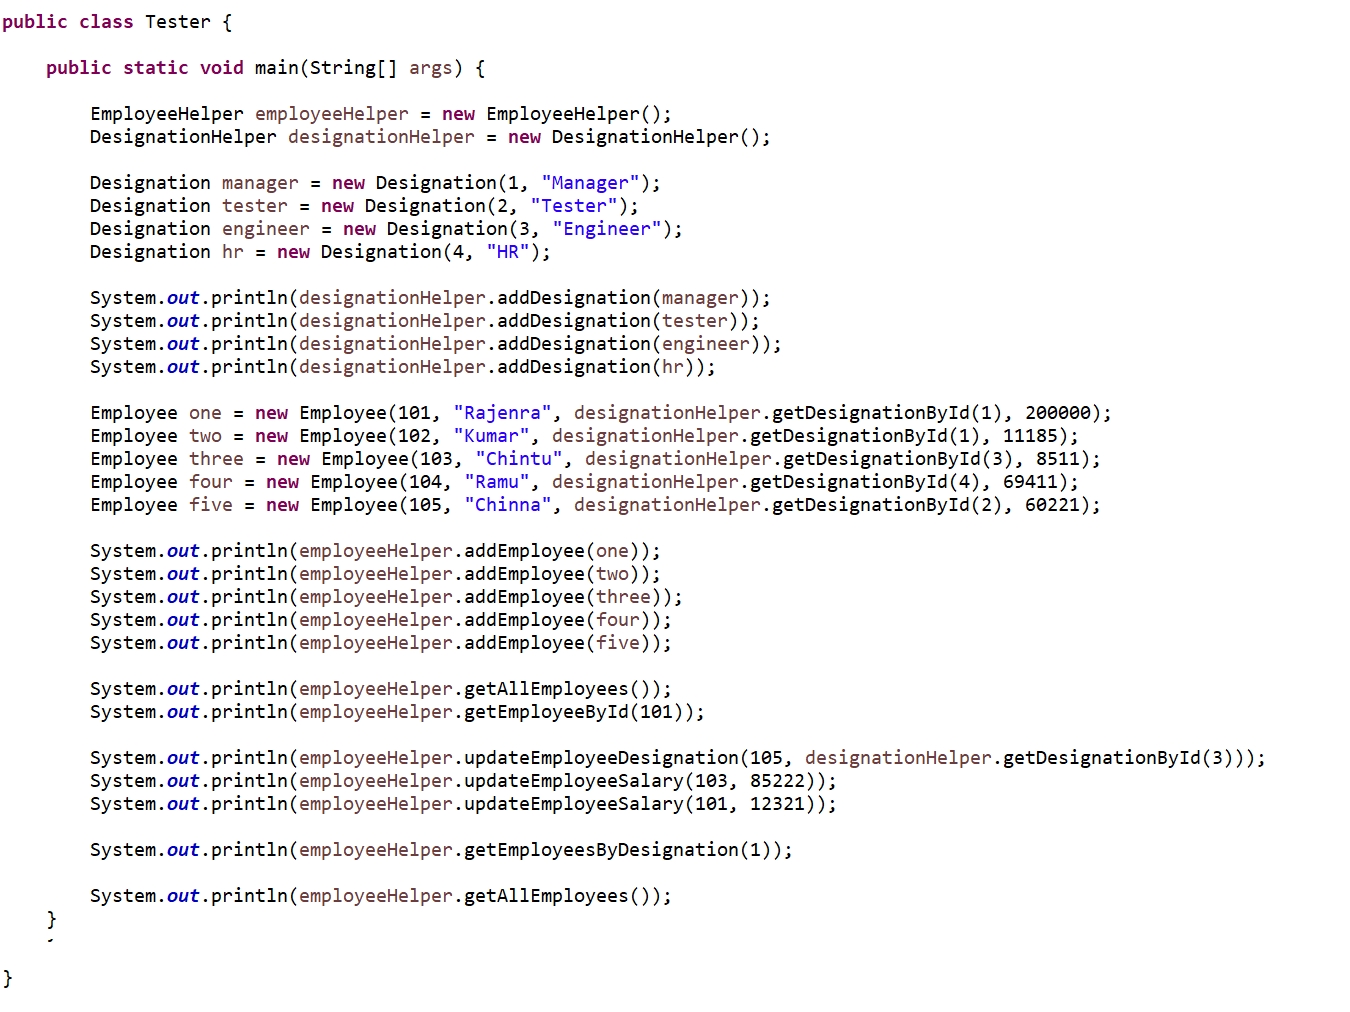 public class Tester {
public static void main(String[] args) {
EmployeeHelper employeeHelper = new EmployeeHelper();
DesignationHelper designationHelper = new DesignationHelper();
Designation manager = new Designation(1, "Manager");
Designation tester = new Designation(2, "Tester");
Designation engineer = new Designation(3, "Engineer");
Designation hr = new Designation(4, "HR");
System.out.println(designationHelper.addDesignation(manager));
System.out.println(designationHelper.addDesignation(tester));
System.out.println(designationHelper.addDesignation(engineer));
System.out.println(designationHelper.addDesignation(hr));
Employee one = new Employee(101, "Rajenra", designationHelper.getDesignationById(1), 200000);
Employee two = new Employee(102, "Kumar", designationHelper.getDesignationById(1), 11185);
Employee three = new Employee(103, "Chintu", designationHelper.getDesignationById(3), 8511);
Employee four = new Employee(104, "Ramu", designationHelper.getDesignationById(4), 69411);
Employee five = new Employee(105, "Chinna", designationHelper.getDesignationById(2), 60221);
System.out.println(employeeHelper.addEmployee(one));
System.out.println(employeeHelper.addEmployee(two));
System.out.println(employeeHelper.addEmployee(three));
System.out.println(employeeHelper.addEmployee(four));
System.out.println(employeeHelper.addEmployee(five));
System.out.println(employeeHelper.getAllEmployees());
System.out.println(employeeHelper.getEmployeeById(101));
System.out.println(employeeHelper.updateEmployeeDesignation(105, designationHelper.getDesignationById(3)));
System.out.println(employeeHelper.updateEmployeeSalary(103, 85222));
System.out.println(employeeHelper.updateEmployeeSalary(101, 12321));
System.out.println(employeeHelper.getEmployeesByDesignation(1));
System.out.println(employeeHelper.getAllEmployees());
}
}